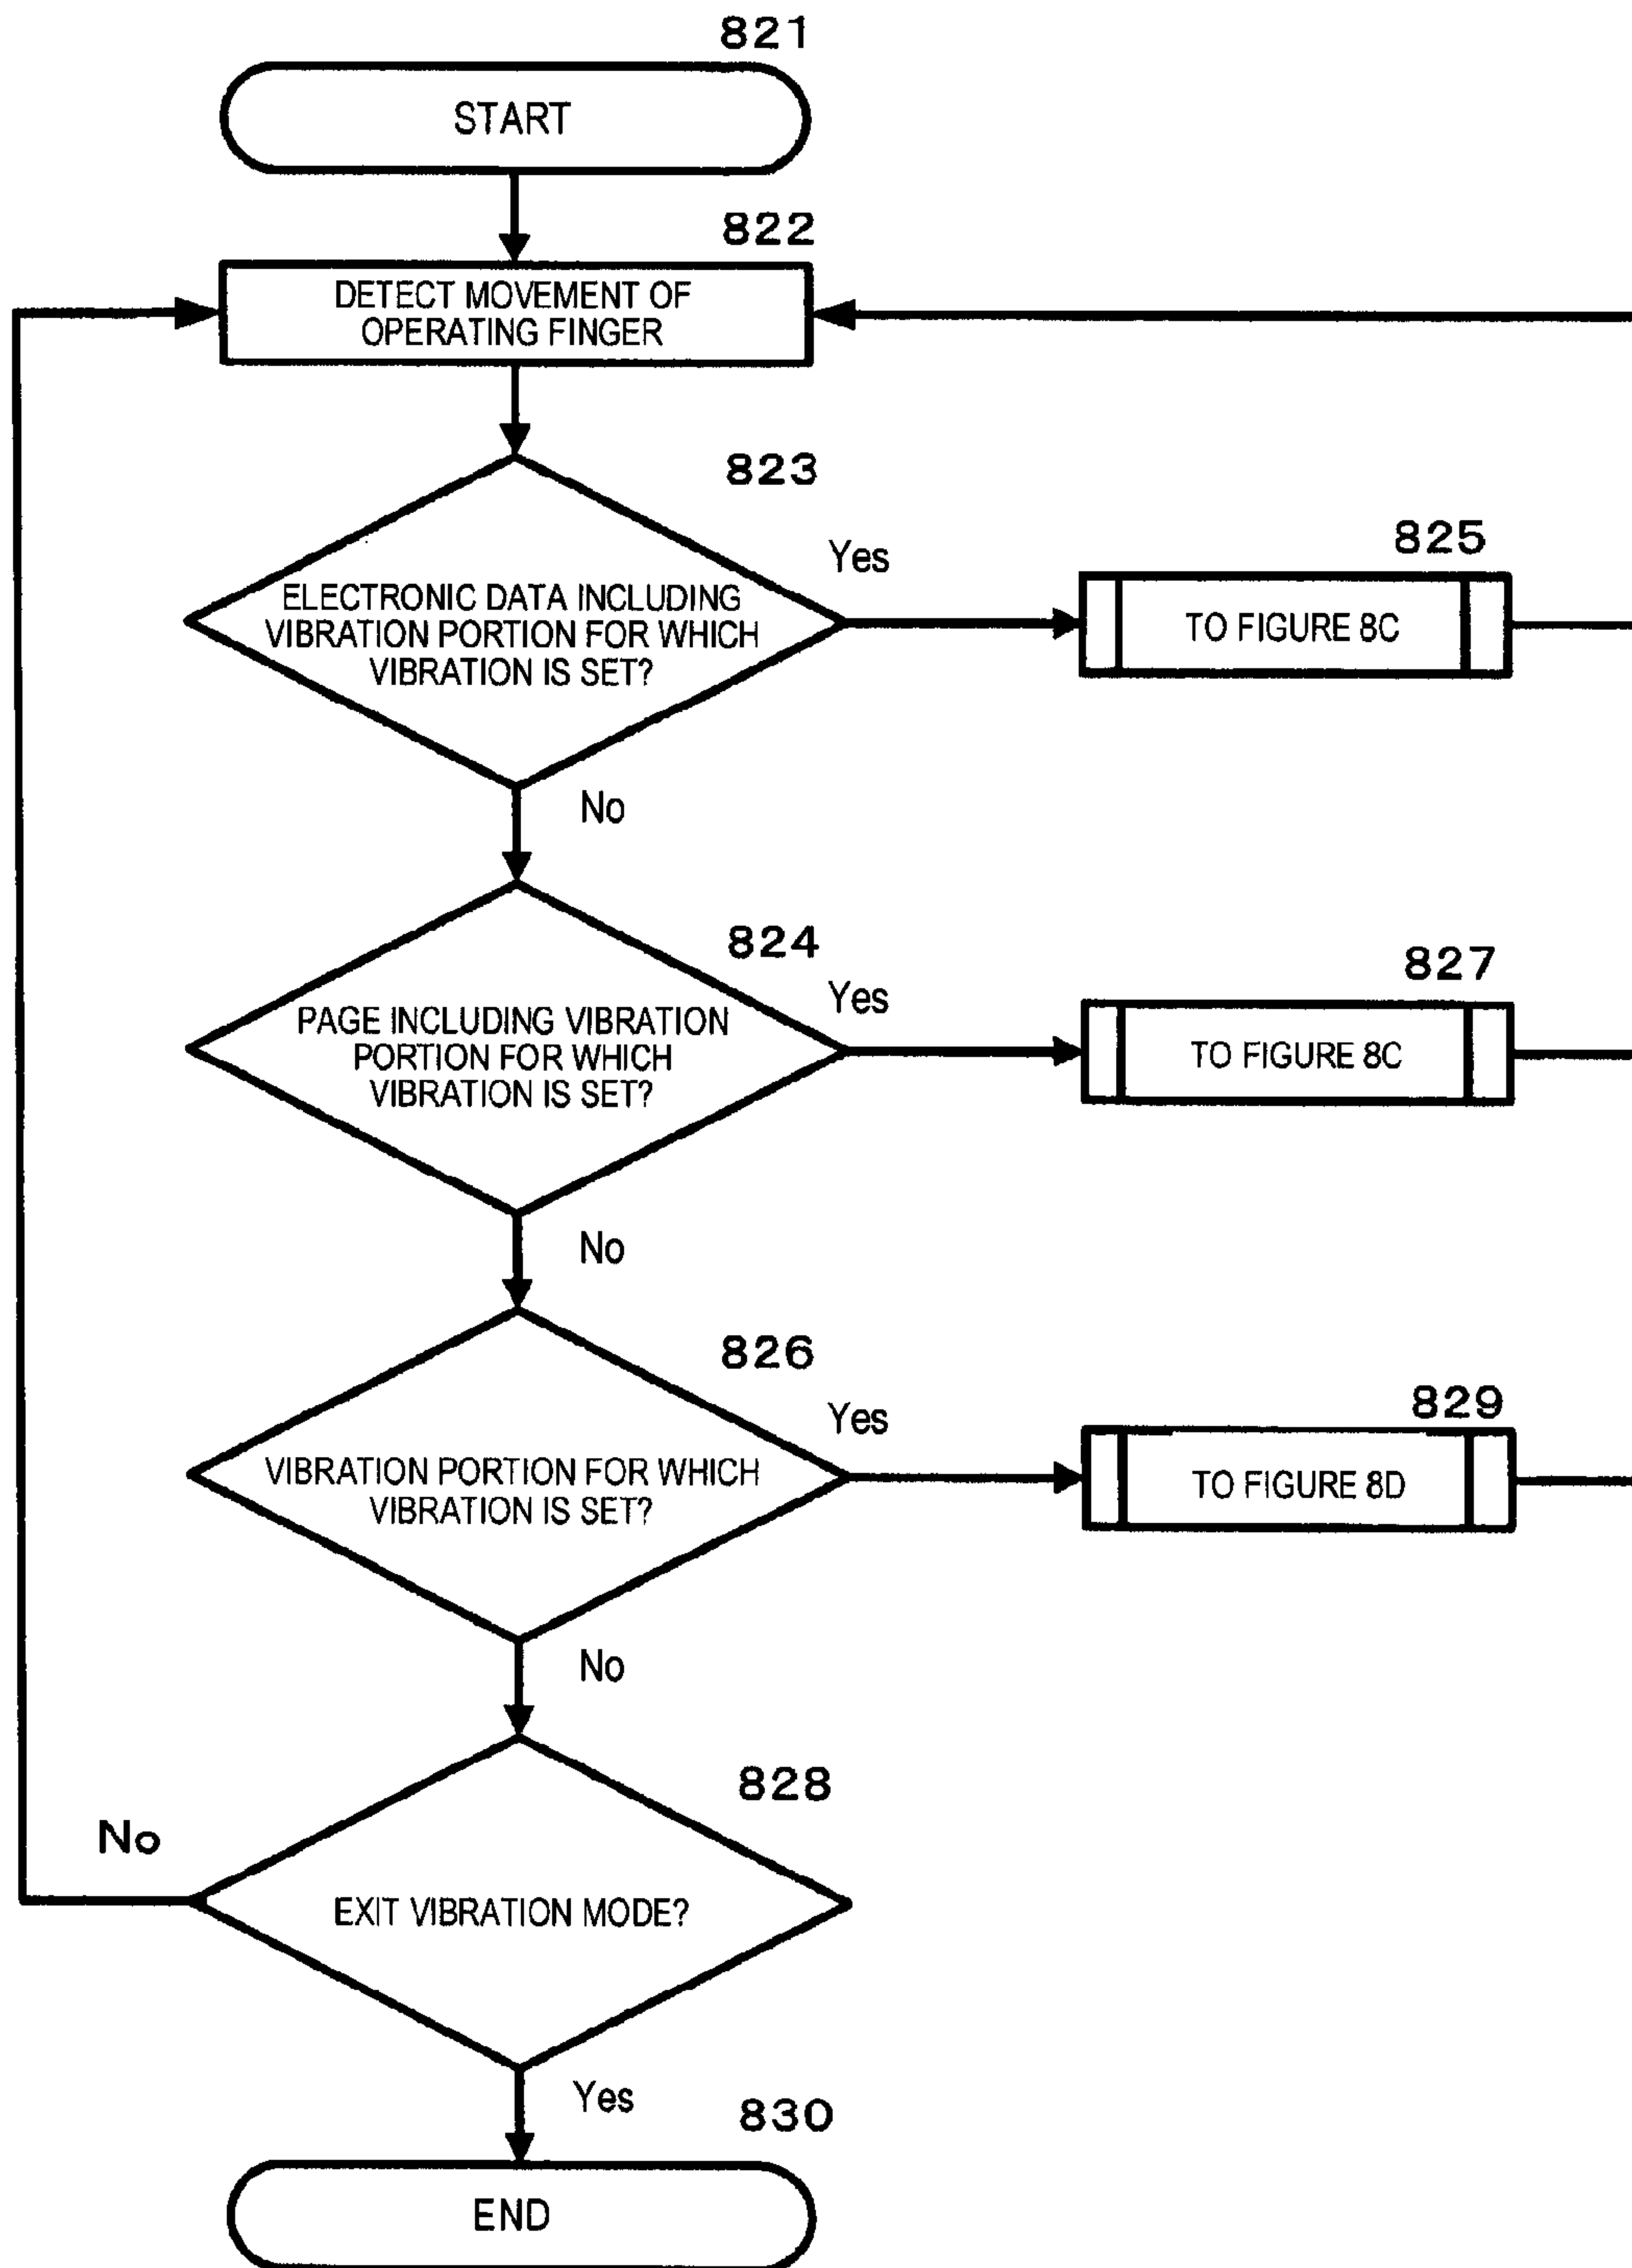 821
START
822
DETECT MOVEMENT OF
OPERATING FINGER
823
ELECTRONIC DATA INCLUDING
VIBRATION PORTION FOR WHICH
VIBRATION IS SET?
Yes
825
TO FIGURE 8C
No
824
PAGE INCLUDING VIBRATION
PORTION FOR WHICH
VIBRATION IS SET?
Yes
827
TO FIGURE 8C
No
826
VIBRATION PORTION FOR WHICH
VIBRATION IS SET?
Yes
829
TO FIGURE 8D
No
828
EXIT VIBRATION MODE?
No
Yes
830
END